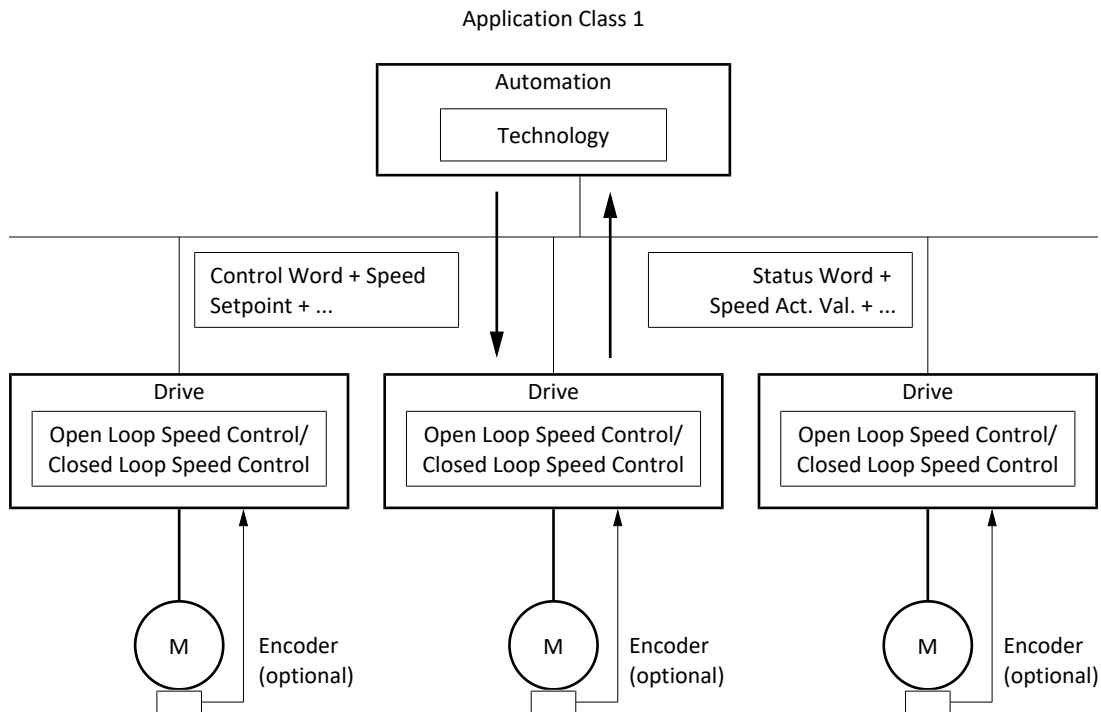 Application Class 1
Automation
Technology
Control Word + Speed
Setpoint + ...
Status Word +
Speed Act. Val. + ...
Drive
Open Loop Speed Control/
Closed Loop Speed Control
Drive
Open Loop Speed Control/
Closed Loop Speed Control
Drive
Open Loop Speed Control/
Closed Loop Speed Control
M
Encoder
(optional)
M
Encoder
(optional)
M
Encoder
(optional)